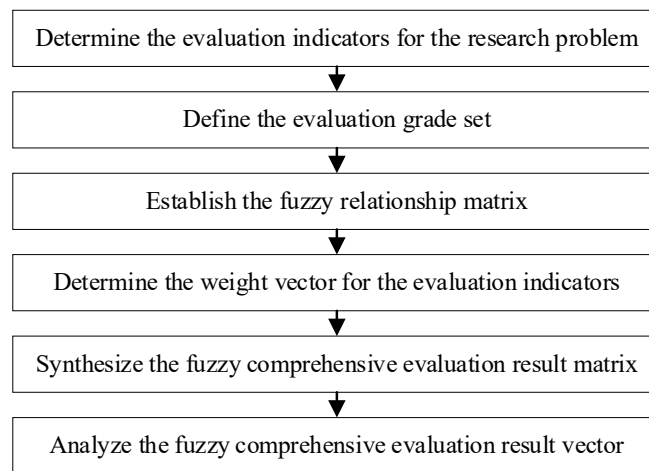 Determine the evaluation indicators for the research problem
Define the evaluation grade set
Establish the fuzzy relationship matrix
Determine the weight vector for the evaluation indicators
Synthesize the fuzzy comprehensive evaluation result matrix
Analyze the fuzzy comprehensive evaluation result vector